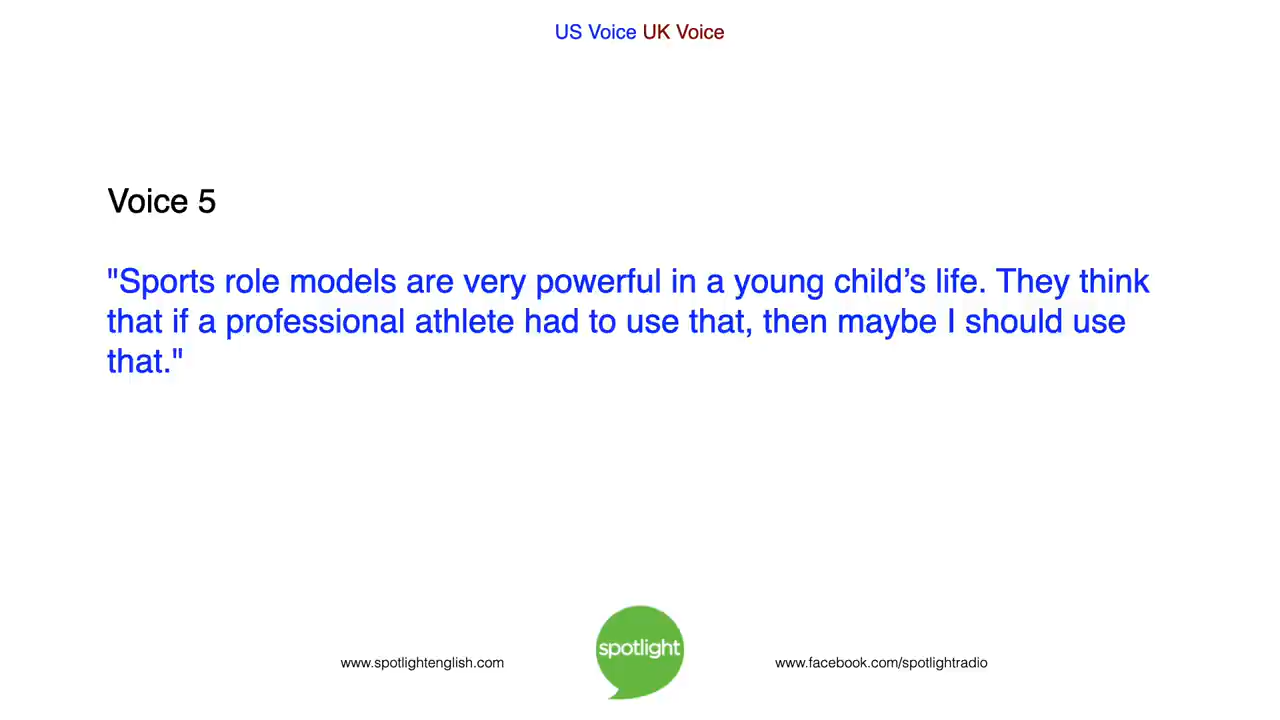 US Voice UK Voice
Voice 5
"Sports role models are very powerful in a young child’s life. They think
that if a professional athlete had to use that, then maybe I should use
that."
spotlight
www.spotlightenglish.com
www.facebook.com/spotlightradio